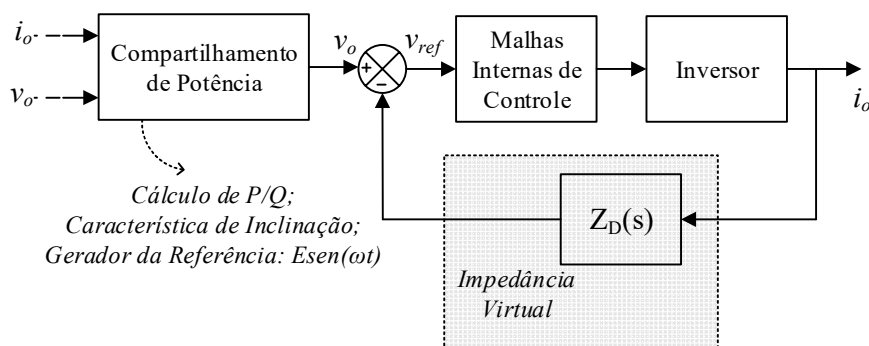 i_o
v_o
Compartilhamento
de Potência
v_o
+
−
v_ref
Malhas
Internas de
Controle
Inversor
i_o
Cálculo de P/Q;
Característica de Inclinação;
Gerador da Referência: Esen(ωt)
Z_D(s)
Impedância
Virtual